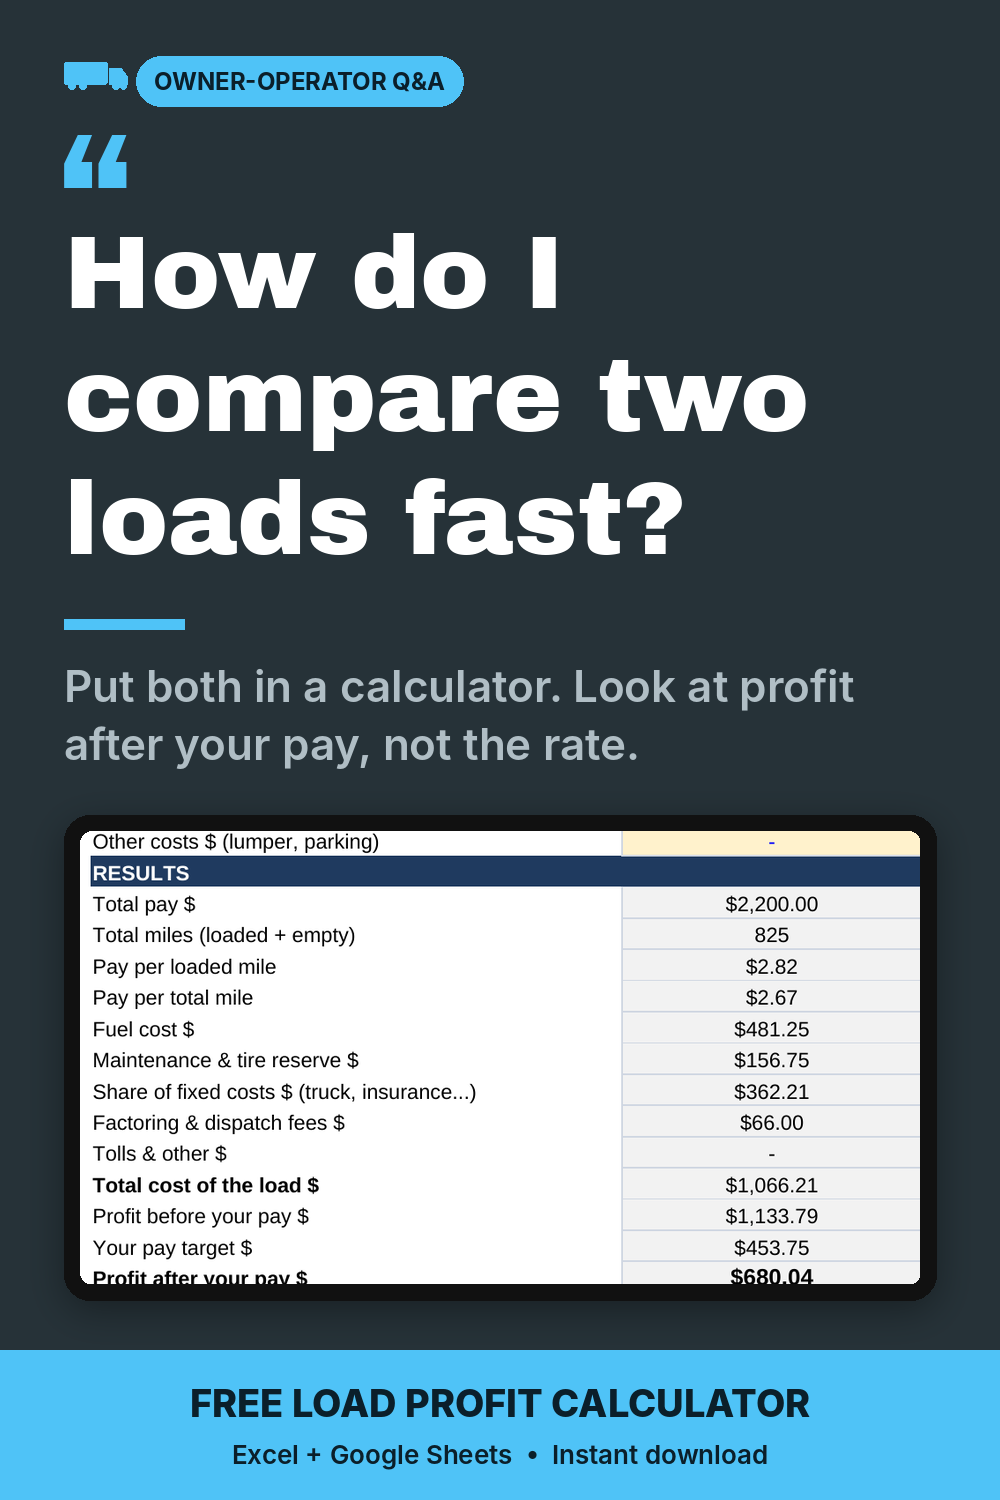 OWNER-OPERATOR Q&A
“
How do I
compare two
loads fast?
Put both in a calculator. Look at profit
after your pay, not the rate.
Other costs $ (lumper, parking) -
RESULTS
Total pay $ $2,200.00
Total miles (loaded + empty) 825
Pay per loaded mile $2.82
Pay per total mile $2.67
Fuel cost $ $481.25
Maintenance & tire reserve $ $156.75
Share of fixed costs $ (truck, insurance...) $362.21
Factoring & dispatch fees $ $66.00
Tolls & other $ -
Total cost of the load $ $1,066.21
Profit before your pay $ $1,133.79
Your pay target $ $453.75
Profit after your pay $ $680.04
FREE LOAD PROFIT CALCULATOR
Excel + Google Sheets • Instant download